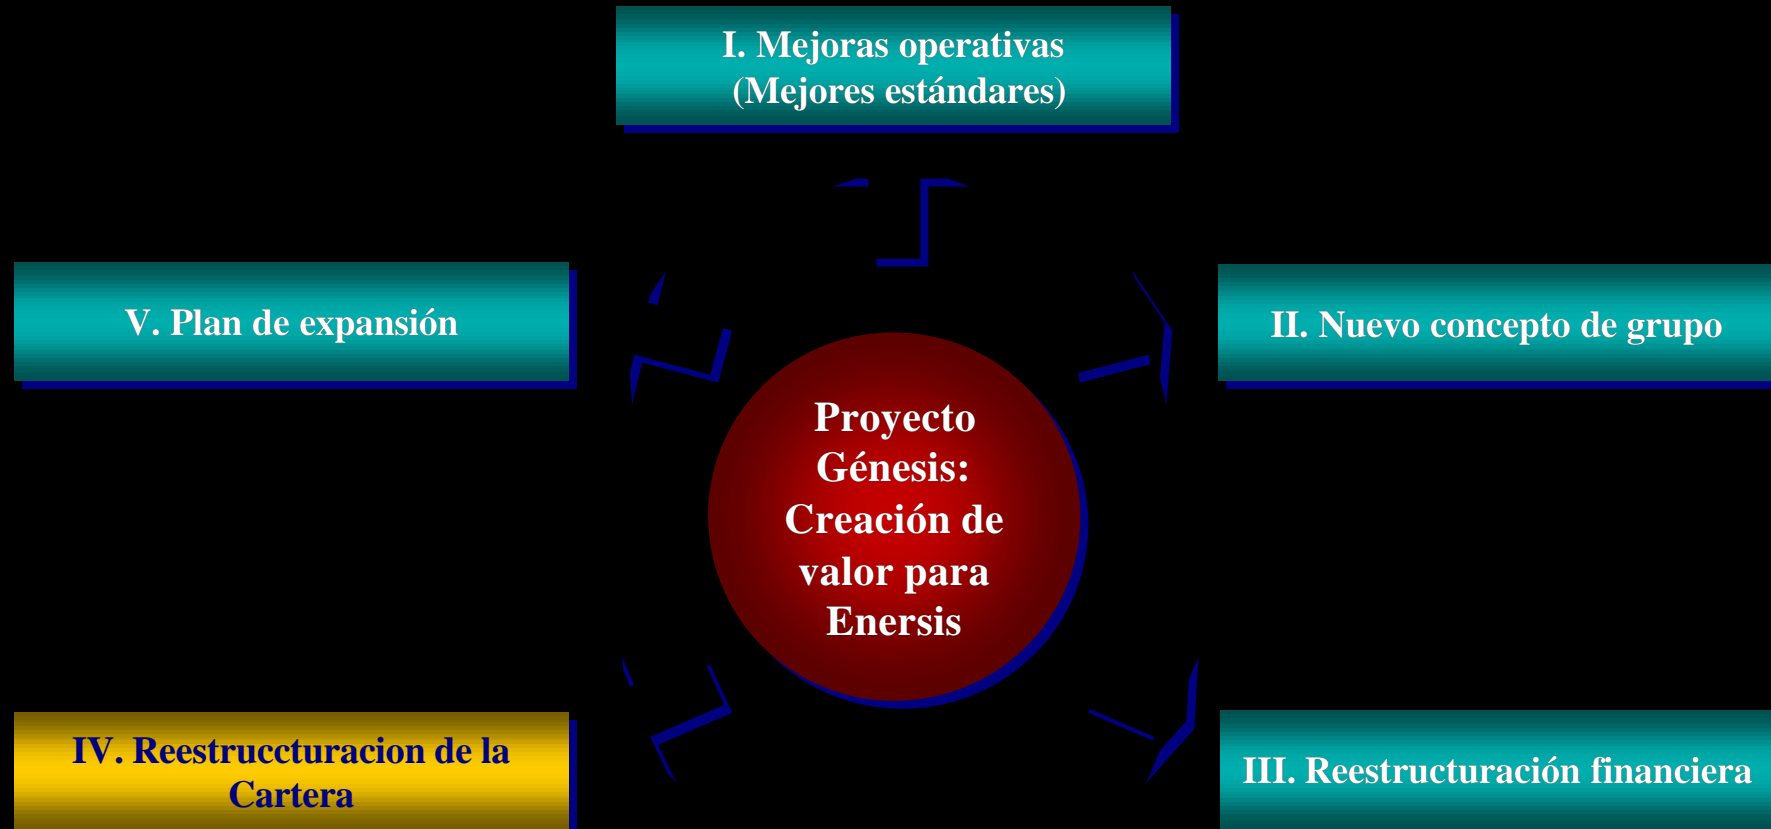 I. Mejoras operativas
(Mejores estándares)
V. Plan de expansión
II. Nuevo concepto de grupo
Proyecto
Génesis:
Creación de
valor para
Enersis
IV. Reestruccturacion de la
Cartera
III. Reestructuración financiera